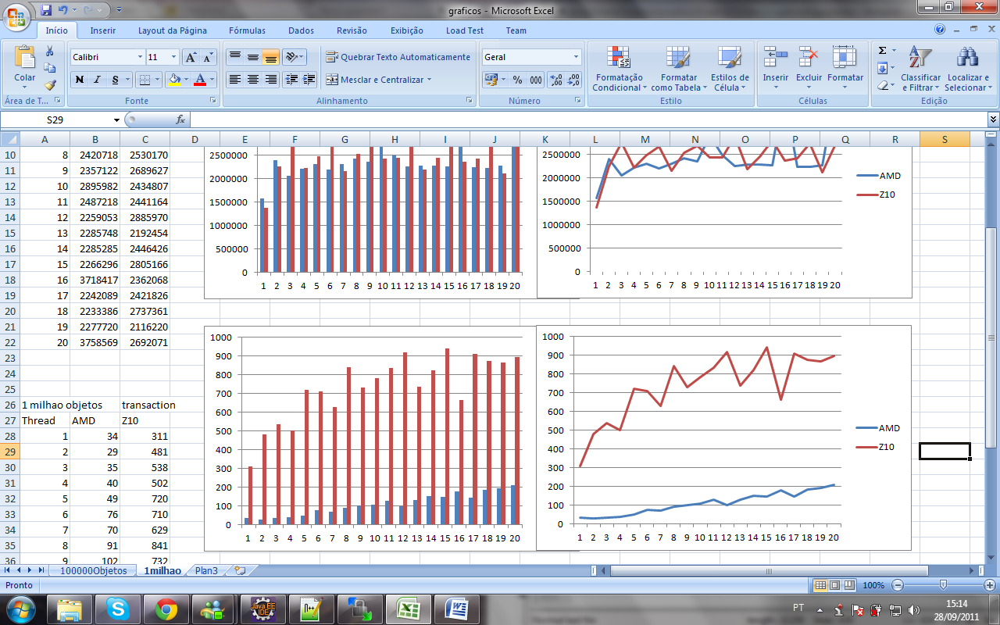 graficos - Microsoft Excel
Início Inserir Layout da Página Fórmulas Dados Revisão Exibição Load Test Team
Colar
Calibri 11
N I S
Quebrar Texto Automaticamente
Mesclar e Centralizar
Geral
% 000
Formatação Condicional
Formatar como Tabela
Estilos de Célula
Inserir Excluir Formatar
Classificar e Filtrar
Localizar e Selecionar
Área de T... Fonte Alinhamento Número Estilo Células Edição
S29 fx
A B C D E F G H I J K L M N O P Q R S
10 8 2420718 2530170
11 9 2357122 2689627
12 10 2895982 2434807
13 11 2487218 2441164
14 12 2259053 2885970
15 13 2285748 2192454
16 14 2285285 2446426
17 15 2266296 2805166
18 16 3718417 2362068
19 17 2242089 2421826
20 18 2233386 2737361
21 19 2277720 2116220
22 20 3758569 2692071
23
24
25
26 1 milhao objetos transaction
27 Thread AMD Z10
28 1 34 311
29 2 29 481
30 3 35 538
31 4 40 502
32 5 49 720
33 6 76 710
34 7 70 629
35 8 91 841
36 9 102 732
2500000
2000000
1500000
1000000
500000
0
1 2 3 4 5 6 7 8 9 10 11 12 13 14 15 16 17 18 19 20
2500000
2000000
1500000
1000000
500000
0
1 2 3 4 5 6 7 8 9 10 11 12 13 14 15 16 17 18 19 20
AMD
Z10
1000
900
800
700
600
500
400
300
200
100
0
1 2 3 4 5 6 7 8 9 10 11 12 13 14 15 16 17 18 19 20
1000
900
800
700
600
500
400
300
200
100
0
1 2 3 4 5 6 7 8 9 10 11 12 13 14 15 16 17 18 19 20
AMD
Z10
100000Objetos 1milhao Plan3
Pronto 100%
Java EE IDE
PT 15:14
28/09/2011